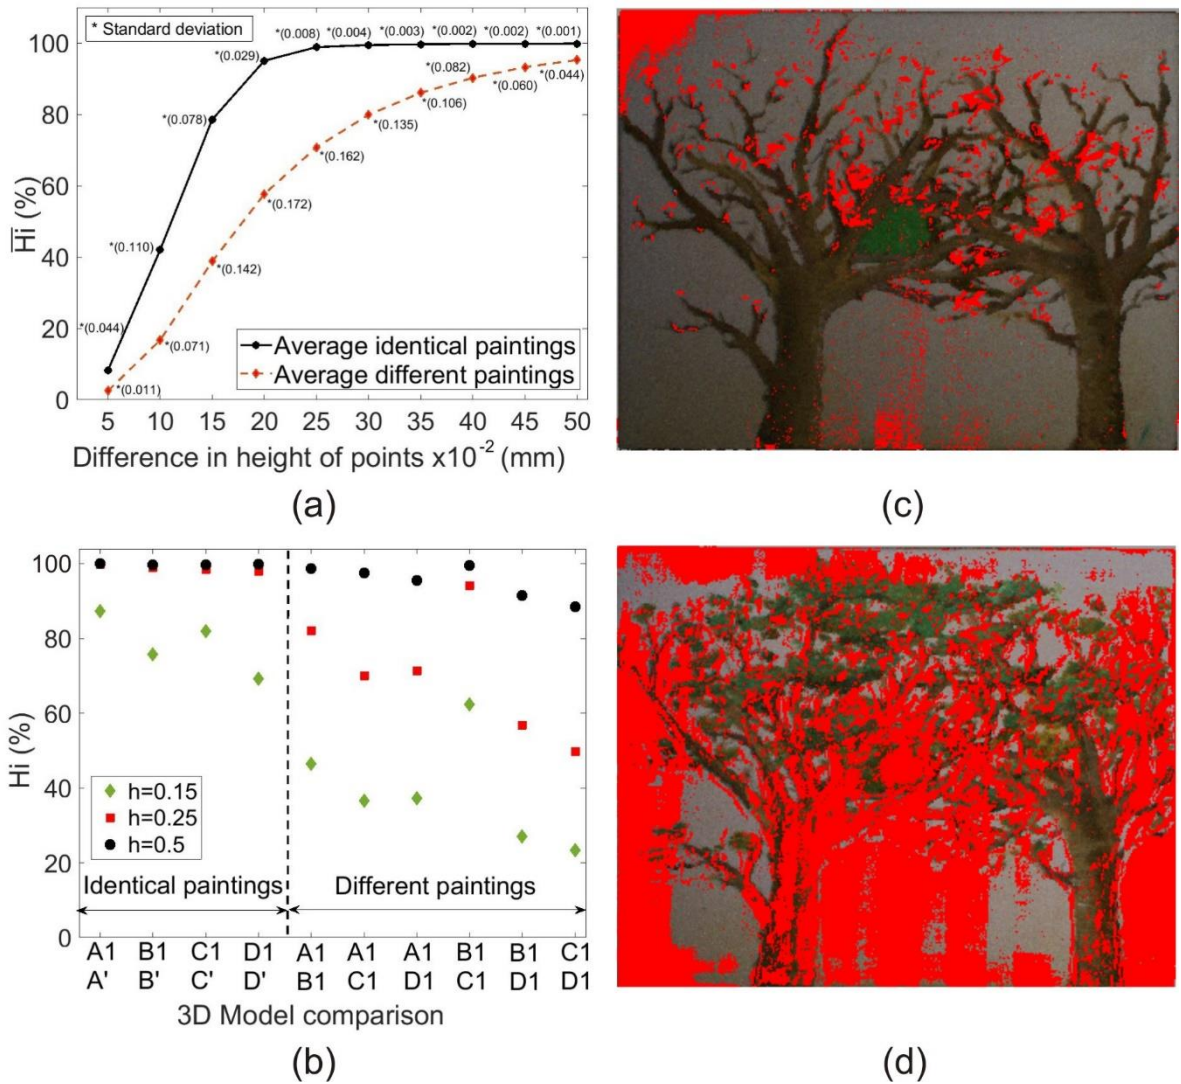 * Standard deviation
*(0.008) *(0.004) *(0.003) *(0.002) *(0.002) *(0.001)
*(0.029)
*(0.082)
*(0.044)
*(0.060)
*(0.106)
*(0.078)
*(0.135)
*(0.162)
*(0.172)
*(0.110)
*(0.142)
*(0.044)
*(0.071)
*(0.011)
100
80
60
40
20
0
H̅i̅ (%)
Average identical paintings
Average different paintings
5 10 15 20 25 30 35 40 45 50
Difference in height of points x10⁻² (mm)
(a)
(c)
100
80
60
40
20
0
Hi (%)
h=0.15
h=0.25
h=0.5
Identical paintings
Different paintings
A1 B1 C1 D1 A1 A1 A1 B1 B1 C1
A' B' C' D' B1 C1 D1 C1 D1 D1
3D Model comparison
(b)
(d)